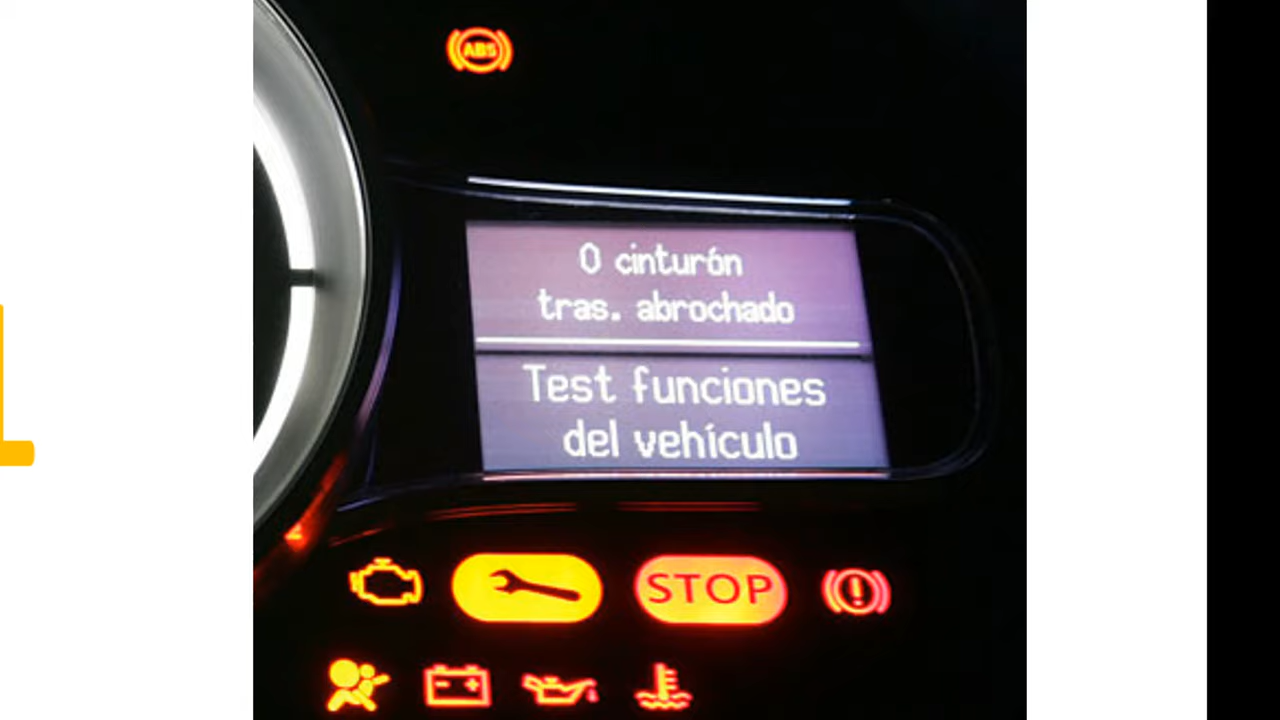 ABS
0 cinturón
tras. abrochado
Test funciones
del vehículo
STOP